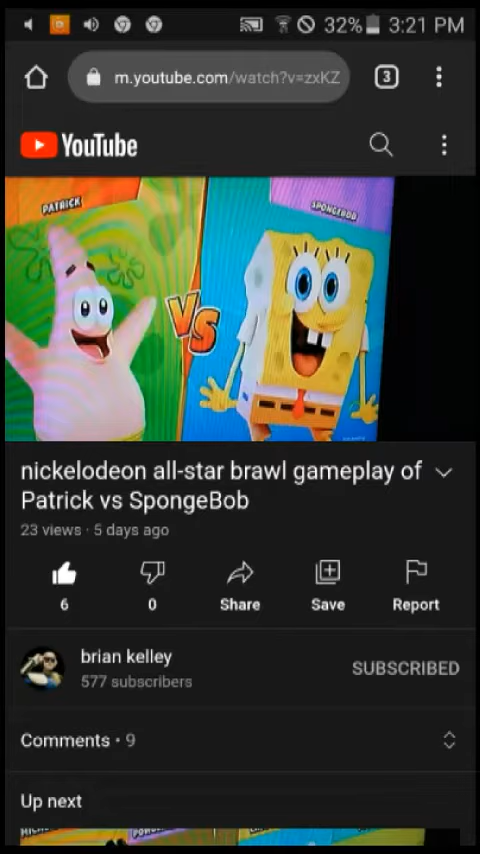 32% 3:21 PM
m.youtube.com/watch?v=zxKZ
3
YouTube
PATRICK
SPONGEBOB
VS
nickelodeon all-star brawl gameplay of
Patrick vs SpongeBob
23 views · 5 days ago
6
0
Share
Save
Report
brian kelley
577 subscribers
SUBSCRIBED
Comments • 9
Up next